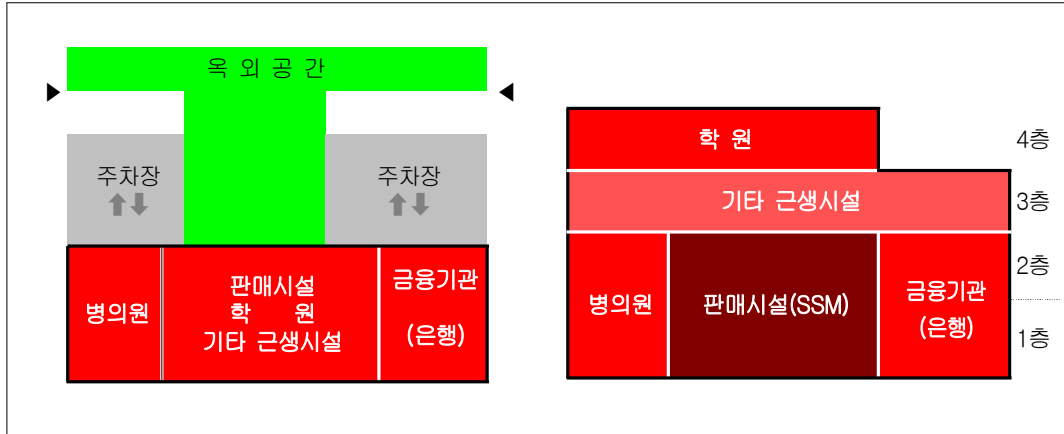 옥 외 공 간
주차장
주차장
병의원
판매시설
학 원
기타 근생시설
금융기관
(은행)
학 원
4층
기타 근생시설
3층
병의원
판매시설(SSM)
금융기관
(은행)
2층
1층